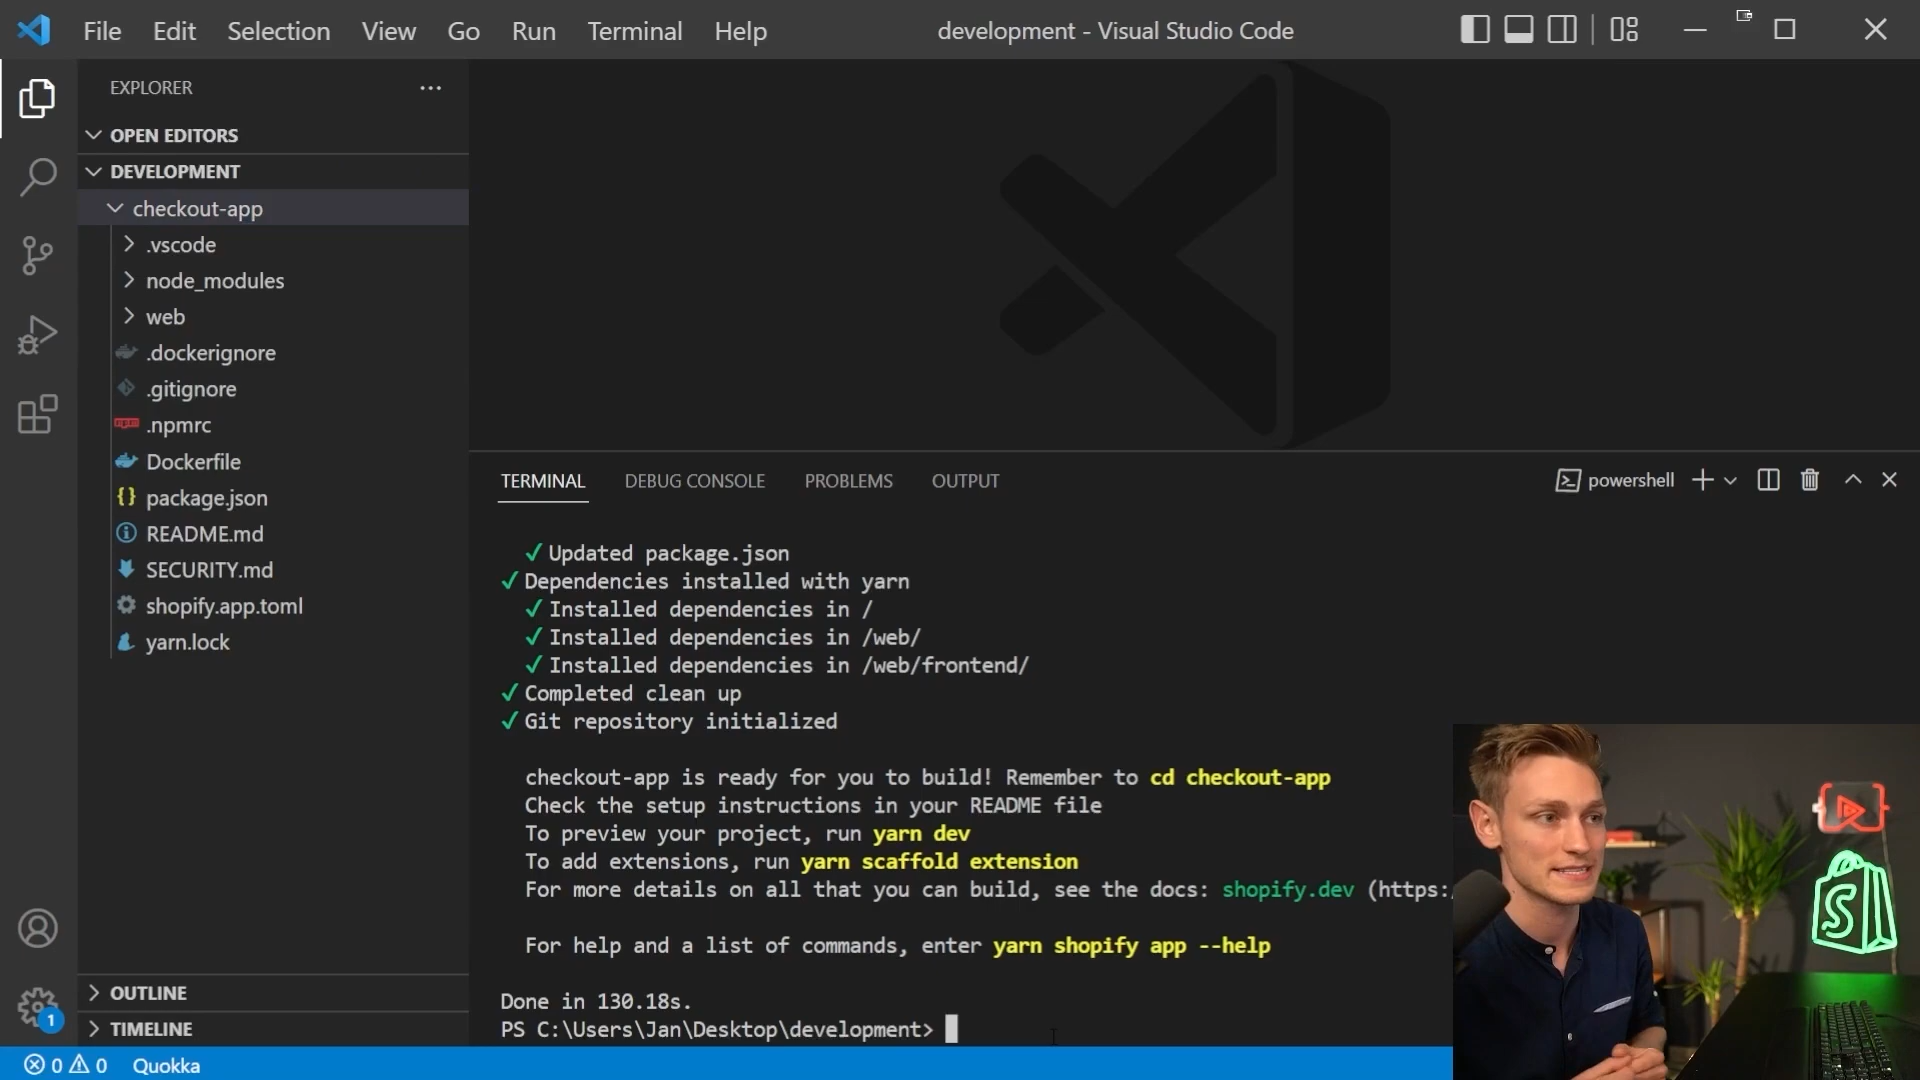 File Edit Selection View Go Run Terminal Help
development - Visual Studio Code
EXPLORER
OPEN EDITORS
DEVELOPMENT
checkout-app
.vscode
node_modules
web
.dockerignore
.gitignore
.npmrc
Dockerfile
package.json
README.md
SECURITY.md
shopify.app.toml
yarn.lock
OUTLINE
TIMELINE
TERMINAL DEBUG CONSOLE PROBLEMS OUTPUT
powershell
✓ Updated package.json
✓ Dependencies installed with yarn
✓ Installed dependencies in /
✓ Installed dependencies in /web/
✓ Installed dependencies in /web/frontend/
✓ Completed clean up
✓ Git repository initialized
checkout-app is ready for you to build! Remember to cd checkout-app
Check the setup instructions in your README file
To preview your project, run yarn dev
To add extensions, run yarn scaffold extension
For more details on all that you can build, see the docs: shopify.dev (https:
For help and a list of commands, enter yarn shopify app --help
Done in 130.18s.
PS C:\Users\Jan\Desktop\development>
1
0 0 Quokka
S